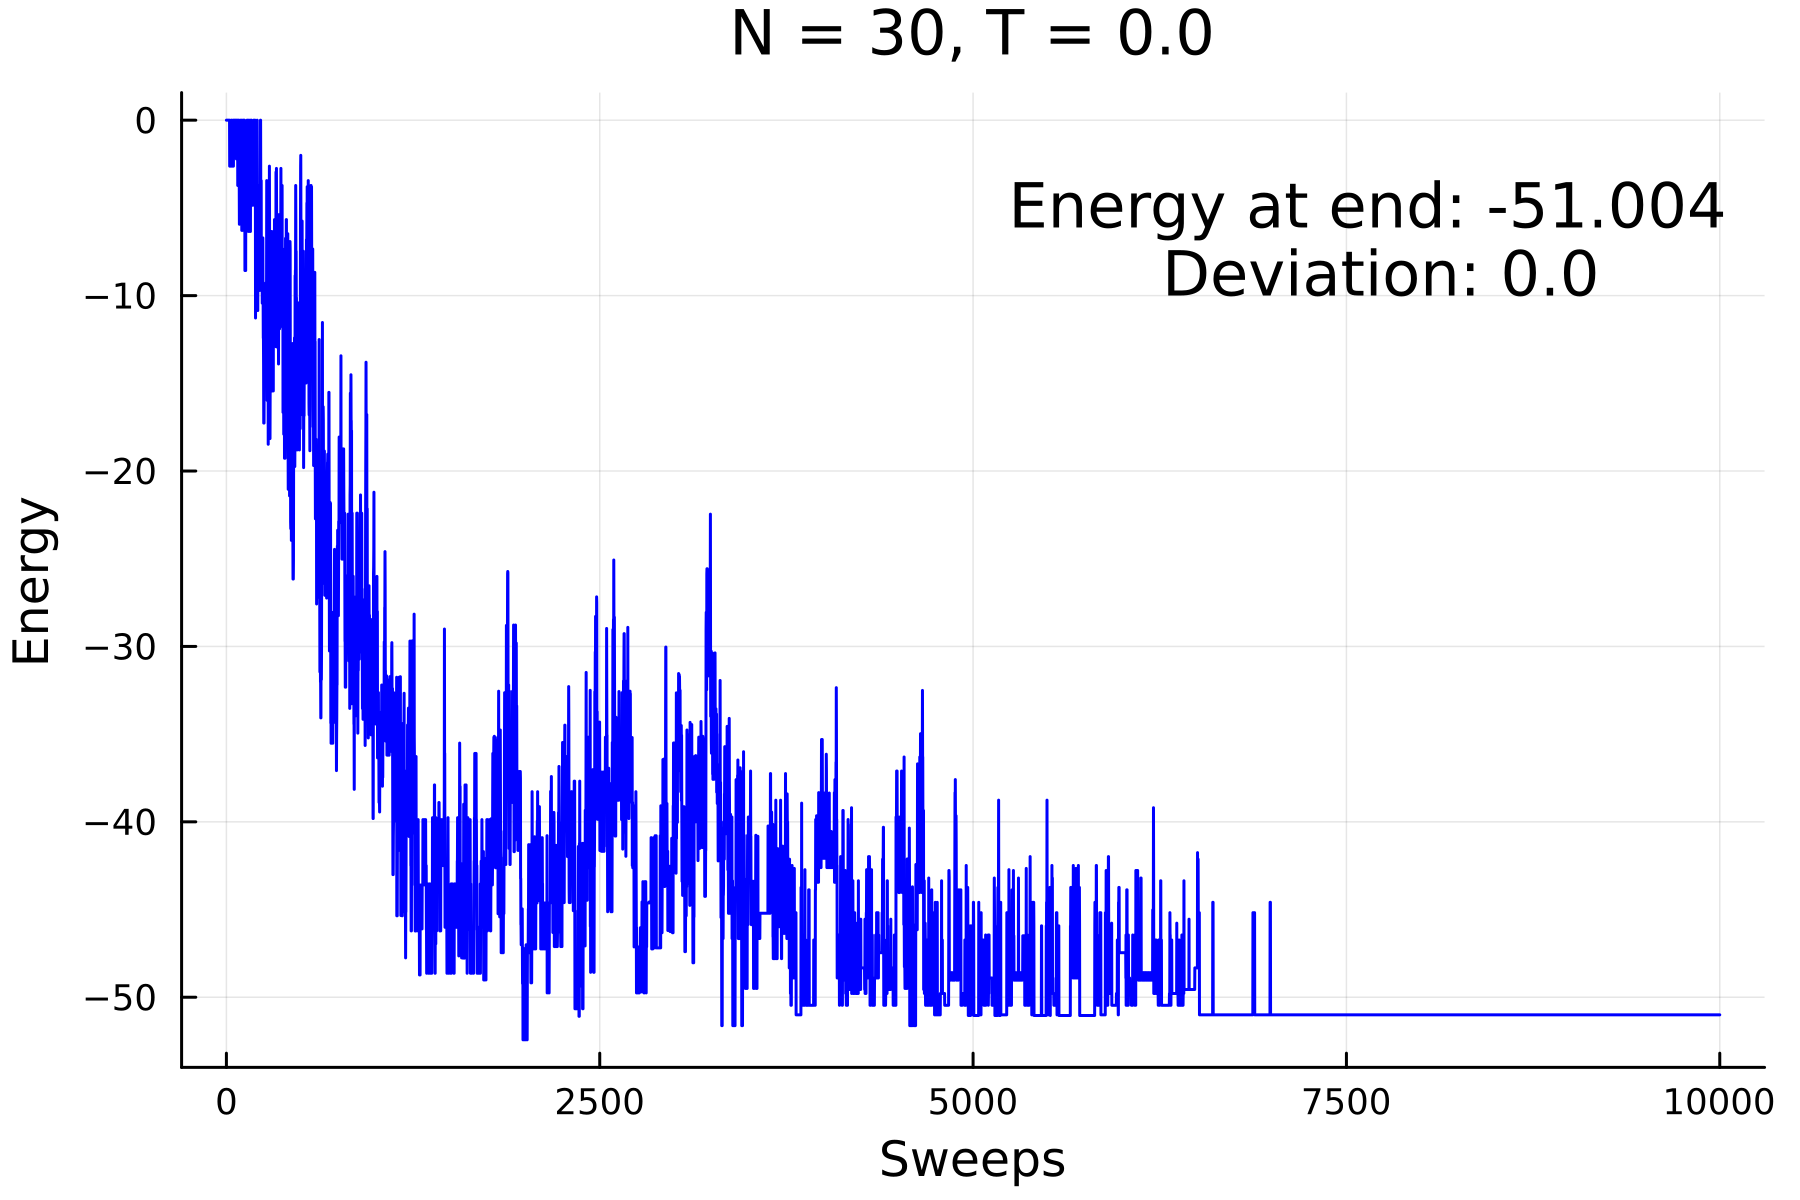 N = 30, T = 0.0
Energy at end: -51.004
Deviation: 0.0
Energy
0
−10
−20
−30
−40
−50
0 2500 5000 7500 10000
Sweeps